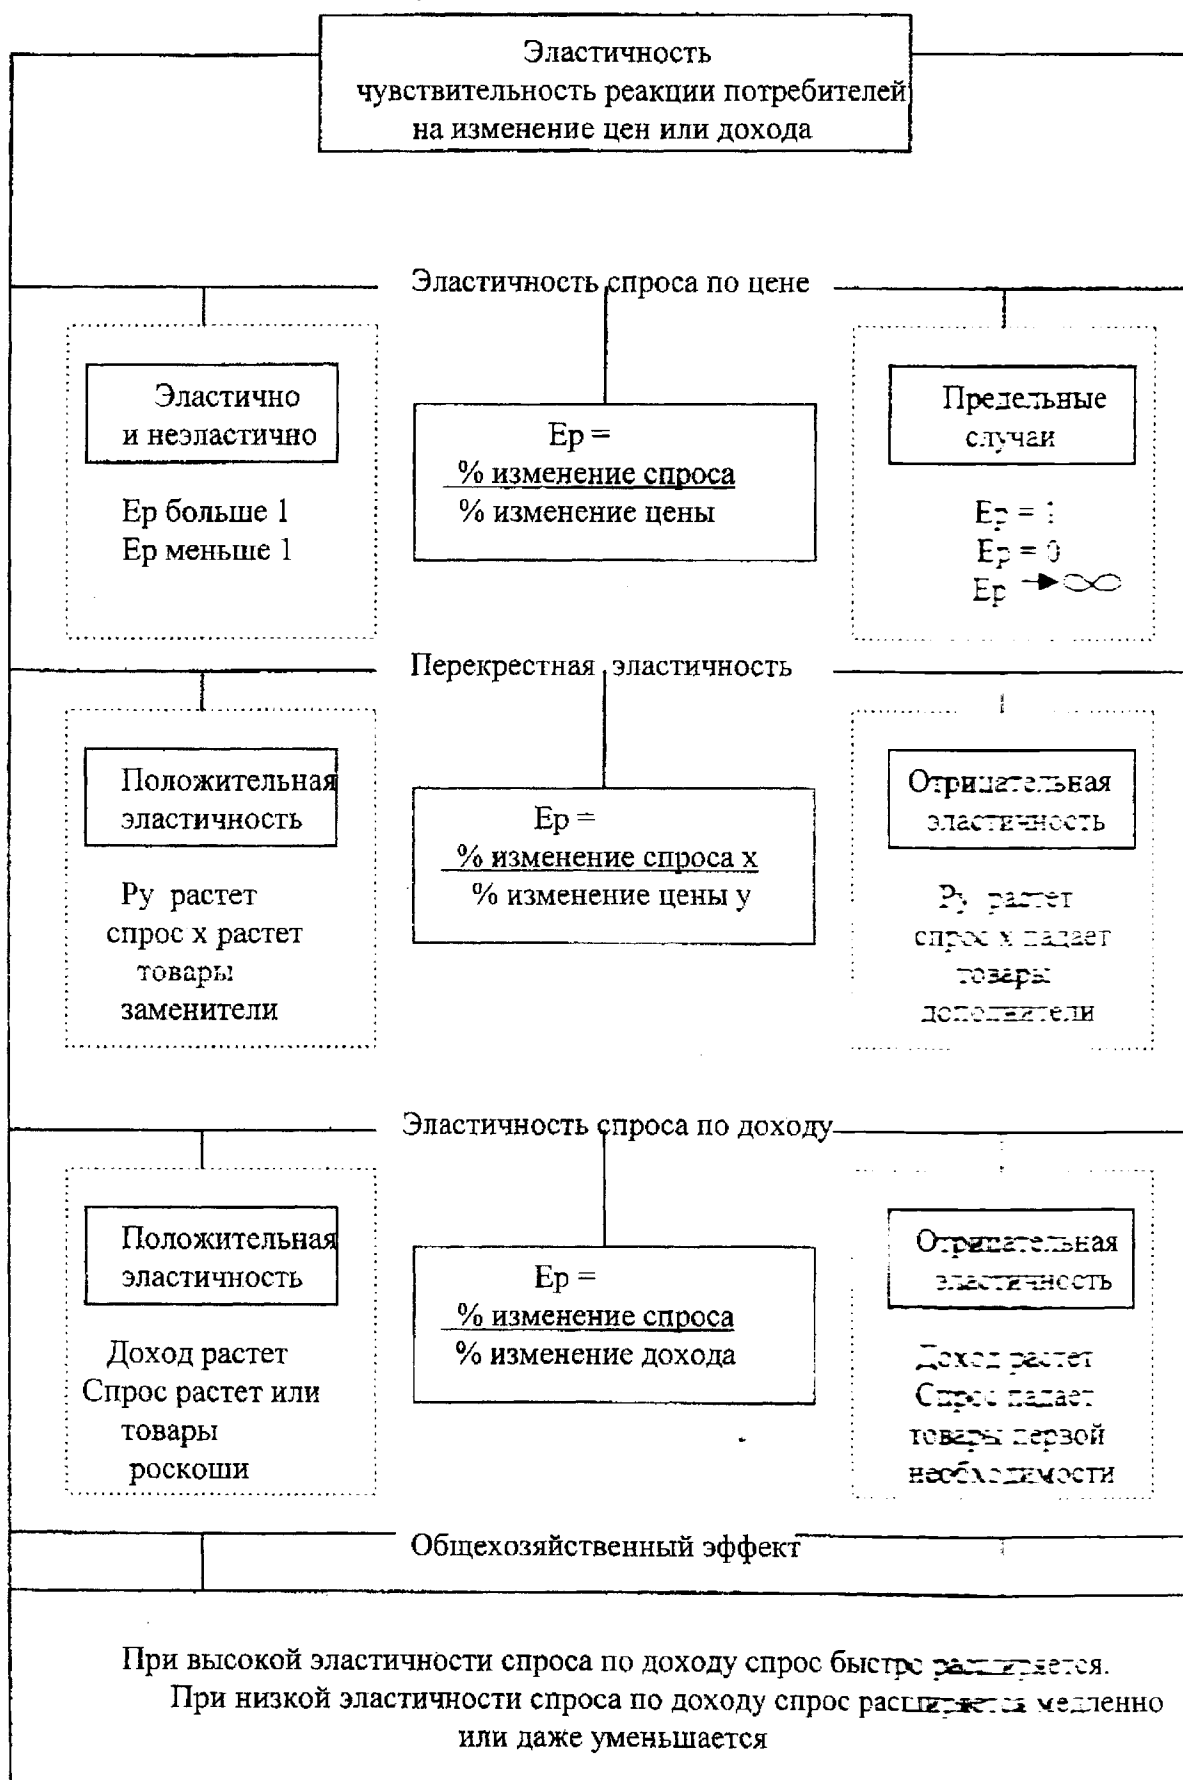 Эластичность
чувствительность реакции потребителей
на изменение цен или дохода
Эластичность спроса по цене
Эластично
и неэластично
Ер больше 1
Ер меньше 1
Ер =
% изменение спроса
% изменение цены
Предельные
случаи
Ер = 1
Ер = 0
Ер → ∞
Перекрестная эластичность
Положительная
эластичность
Ру растет
спрос х растет
товары
заменители
Ер =
% изменение спроса х
% изменение цены у
Отрицательная
эластичность
Ру растет
спрос х падает
товары
дополнители
Эластичность спроса по доходу
Положительная
эластичность
Доход растет
Спрос растет или
товары
роскоши
Ер =
% изменение спроса
% изменение дохода
Отрицательная
эластичность
Доход растет
Спрос падает
товары первой
необходимости
Общехозяйственный эффект
При высокой эластичности спроса по доходу спрос быстро расширяется.
При низкой эластичности спроса по доходу спрос расширяется медленно
или даже уменьшается